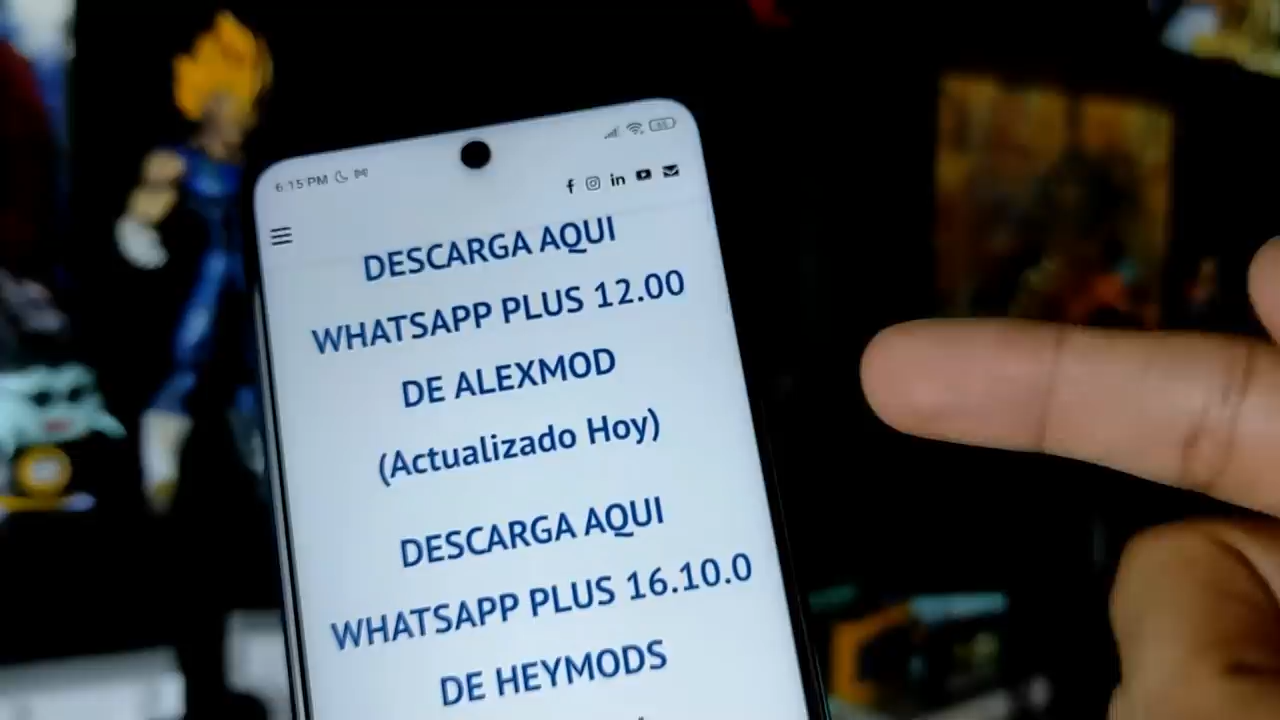 6:15 PM
DESCARGA AQUI
WHATSAPP PLUS 12.00
DE ALEXMOD
(Actualizado Hoy)
DESCARGA AQUI
WHATSAPP PLUS 16.10.0
DE HEYMODS